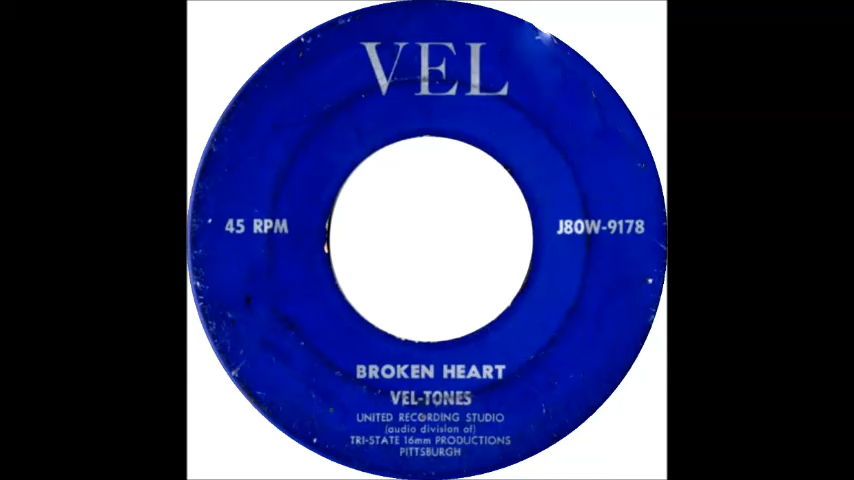 VEL
45 RPM
J80W-9178
BROKEN HEART
VEL-TONES
UNITED RECORDING STUDIO
(audio division of)
TRI-STATE 16mm PRODUCTIONS
PITTSBURGH